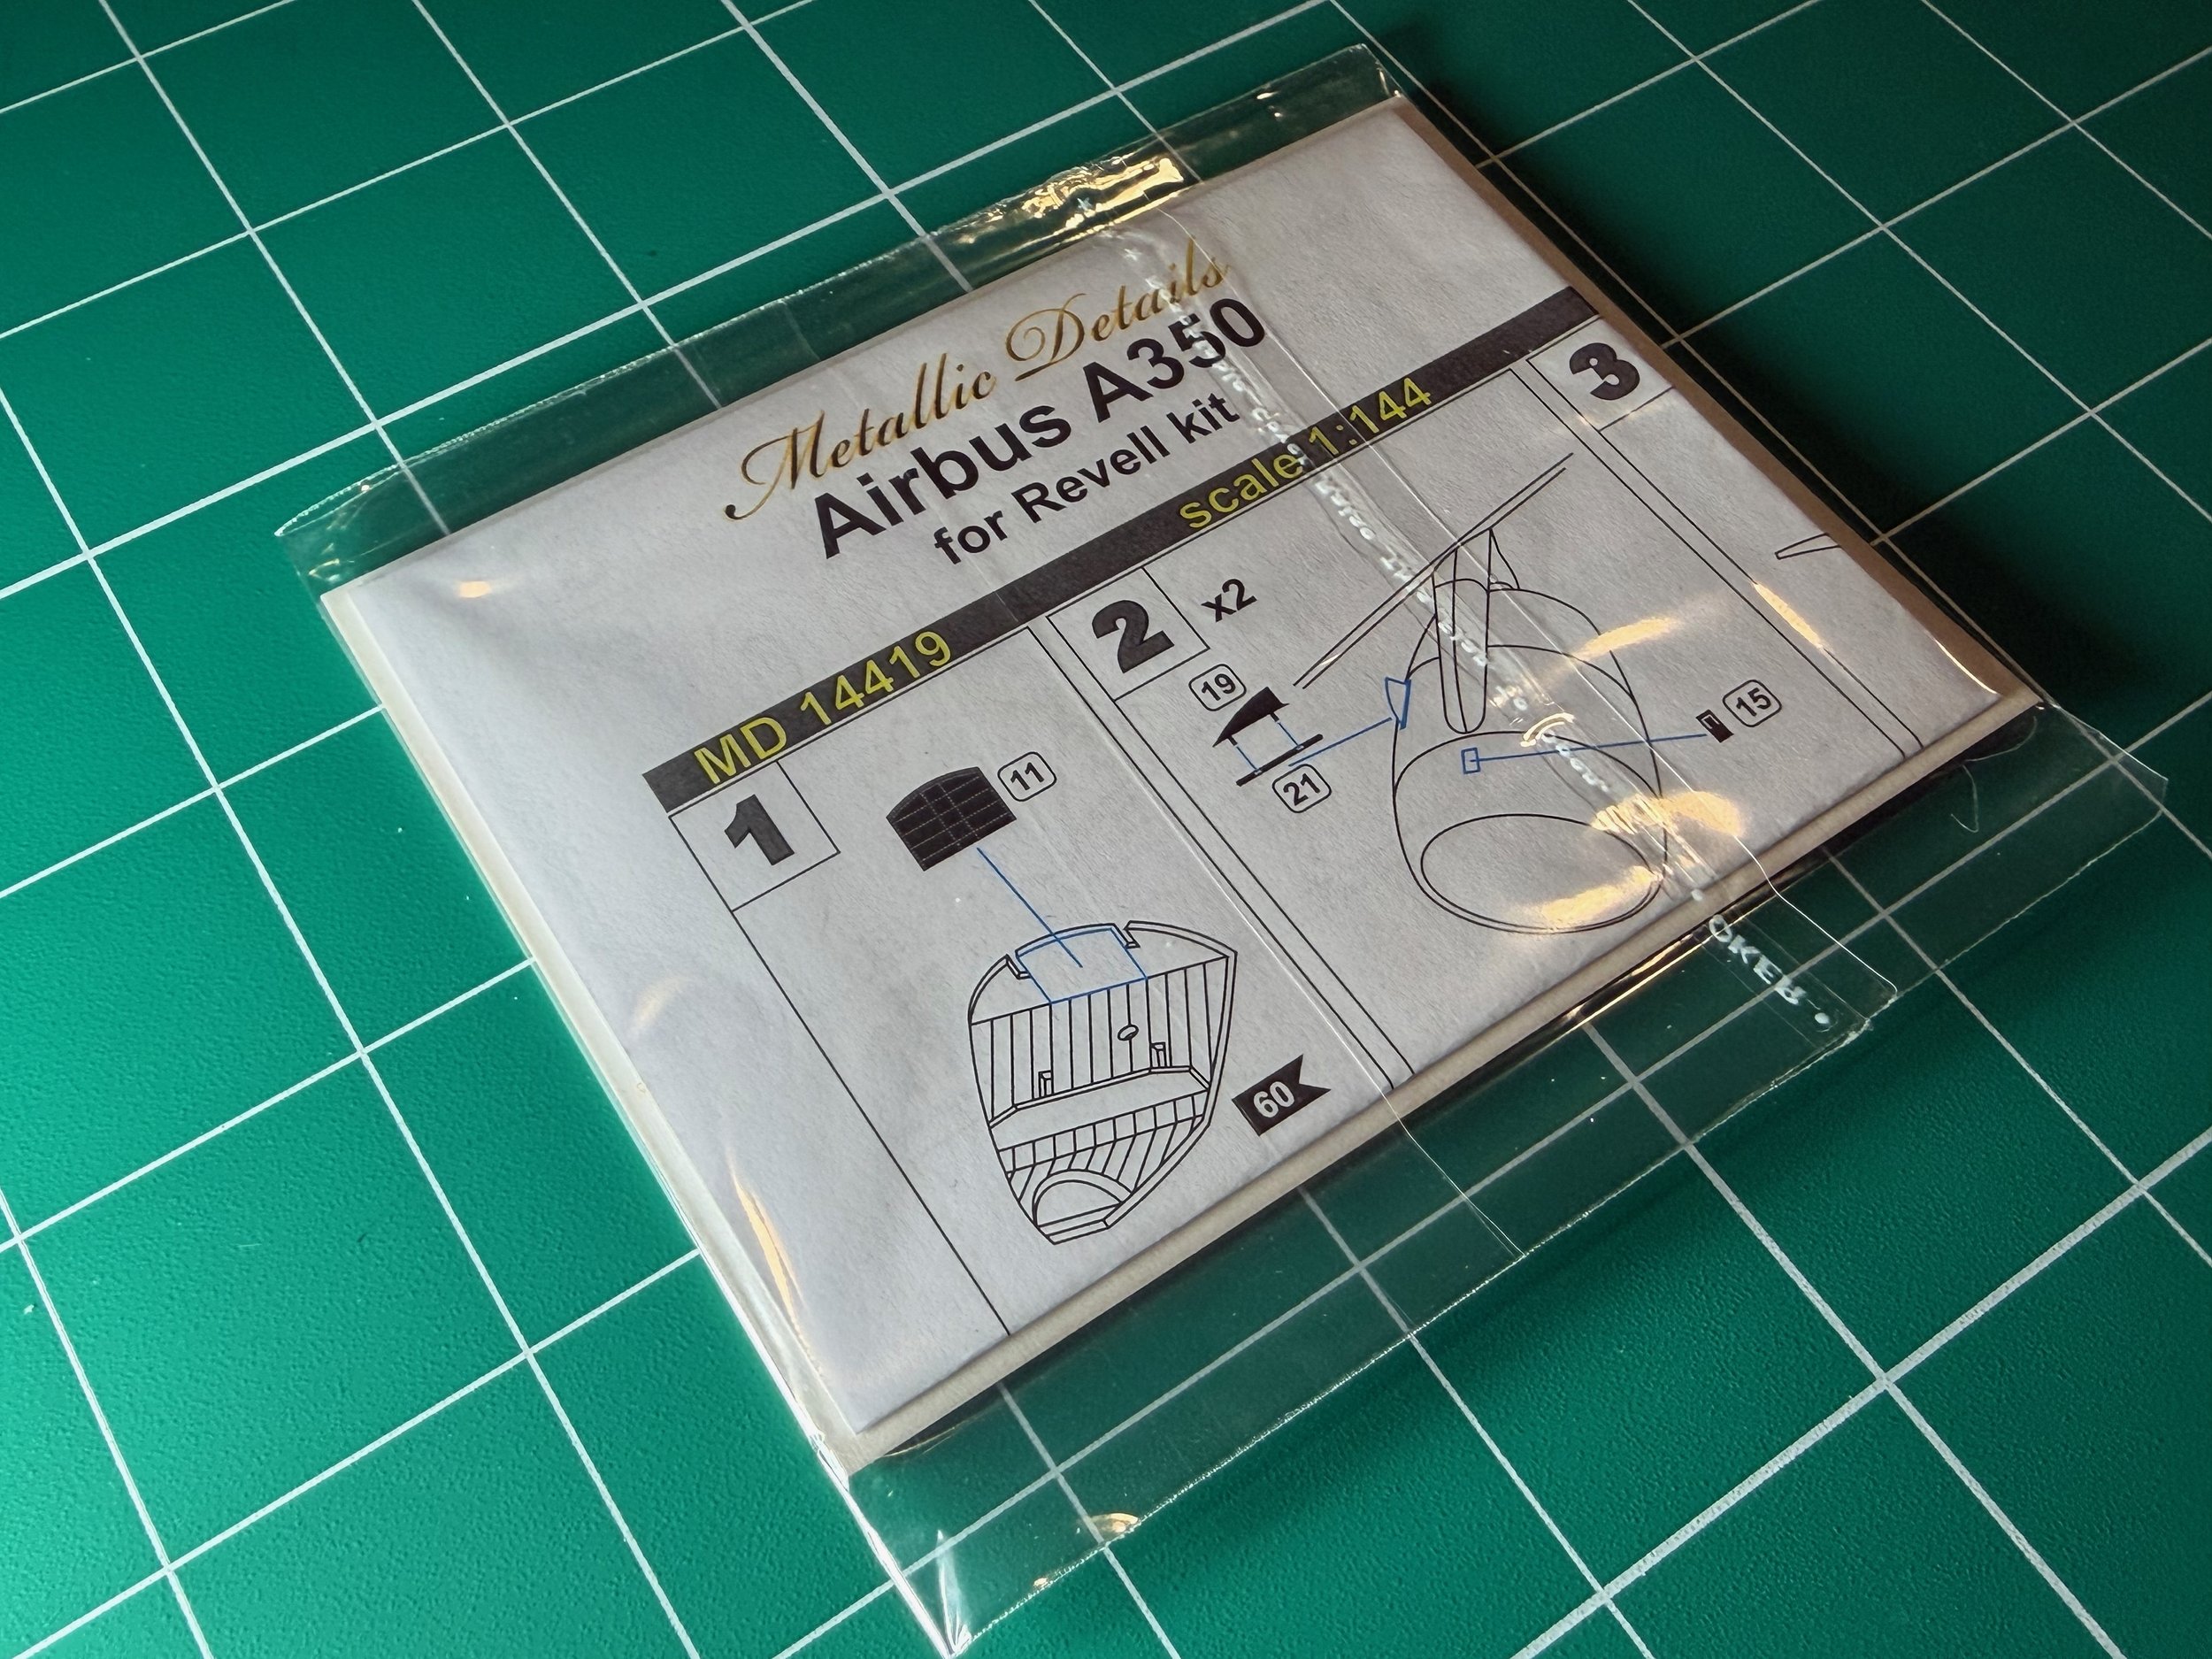 Metallic Details
Airbus A350
for Revell kit
MD 14419 scale 1:144
1
11
60
2 x2
19
21
15
3